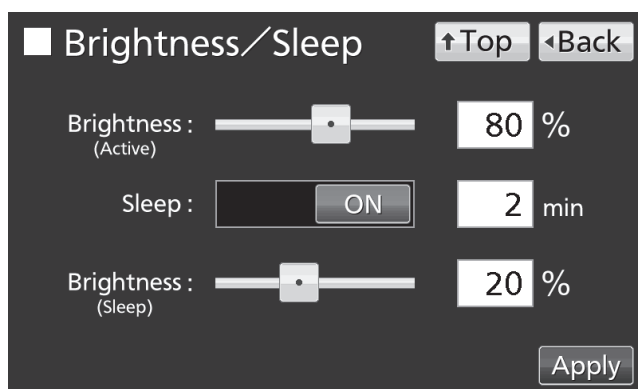 Brightness／Sleep
↑Top
◂Back
Brightness :
(Active)
80 %
Sleep :
ON
2 min
Brightness :
(Sleep)
20 %
Apply